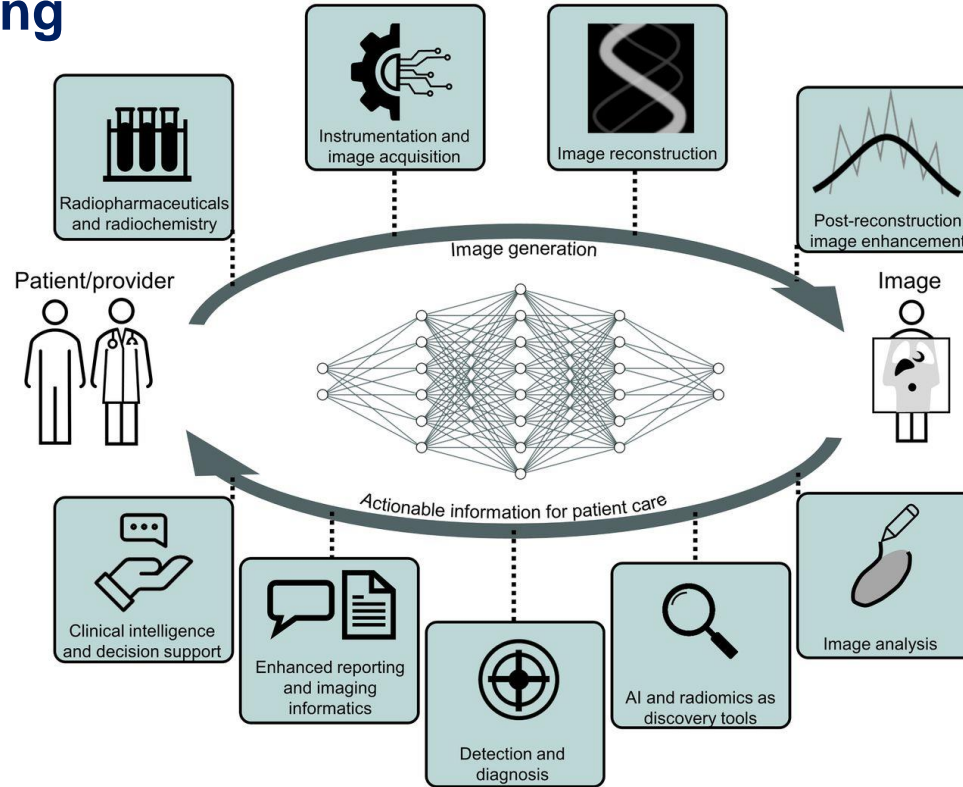 ng
Instrumentation and
image acquisition
Image reconstruction
Radiopharmaceuticals
and radiochemistry
Post-reconstruction
image enhancement
Image generation
Patient/provider
Image
Actionable information for patient care
Clinical intelligence
and decision support
Enhanced reporting
and imaging
informatics
Detection and
diagnosis
AI and radiomics as
discovery tools
Image analysis